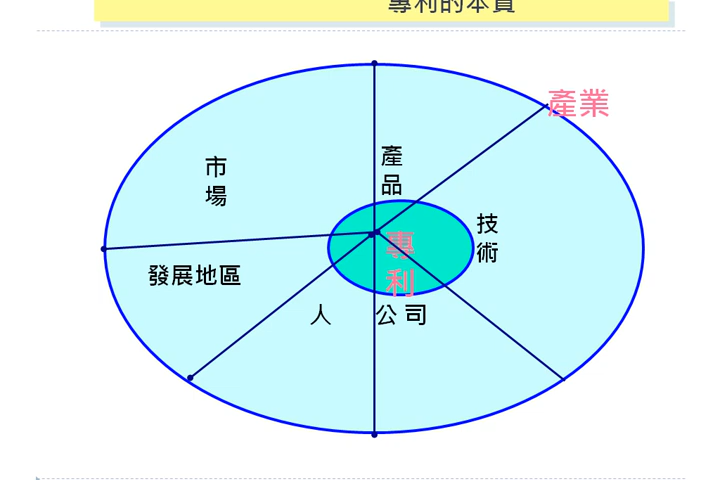 專利的本質
產業
產品
市場
技術
專利
發展地區
人
公司